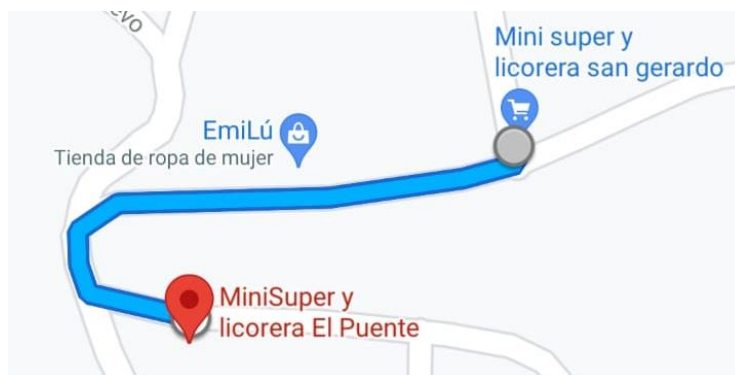 Mini super y
licorera san gerardo
EmiLú
Tienda de ropa de mujer
MiniSuper y
licorera El Puente